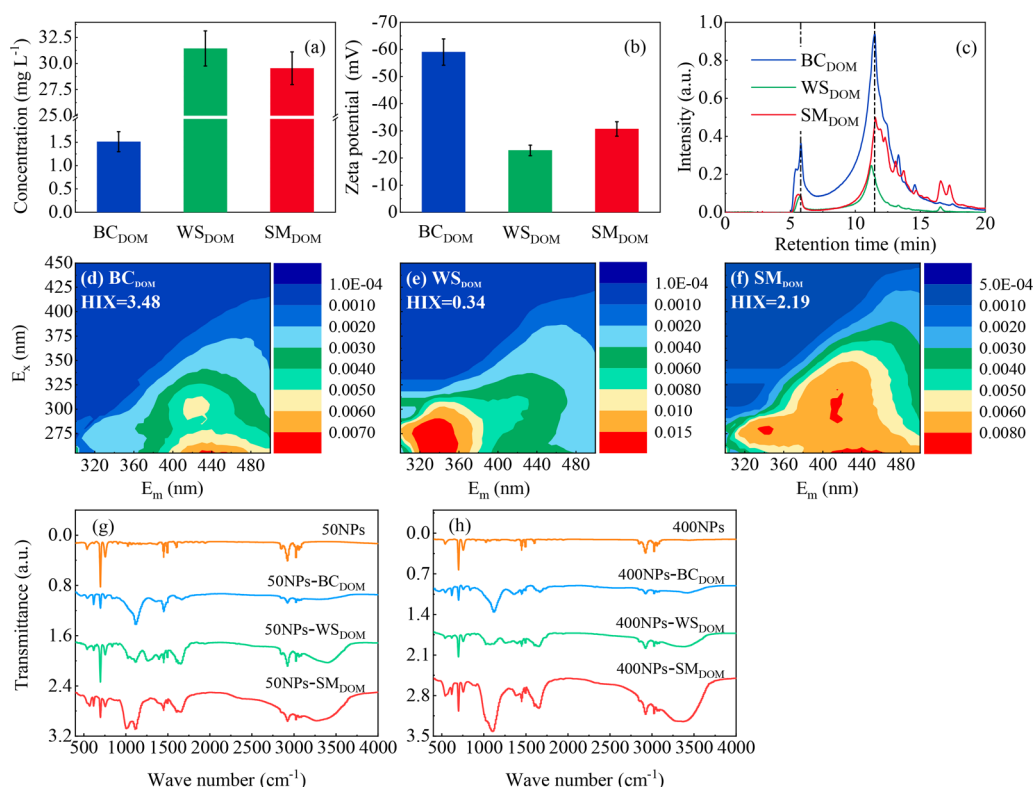 (a)
Concentration (mg L⁻¹)
32.5
30.0
27.5
25.0
1.5
1.0
0.5
0.0
BC_DOM WS_DOM SM_DOM
(b)
Zeta potential (mV)
-60
-50
-40
-30
-20
-10
0
BC_DOM WS_DOM SM_DOM
(c)
Intensity (a.u.)
1.0
0.8
0.6
0.4
0.2
0.0
BC_DOM
WS_DOM
SM_DOM
0 5 10 15 20
Retention time (min)
(d) BC_DOM
HIX=3.48
E_x (nm)
450
425
400
375
350
325
300
275
320 360 400 440 480
E_m (nm)
1.0E-04
0.0010
0.0020
0.0030
0.0040
0.0050
0.0060
0.0070
(e) WS_DOM
HIX=0.34
320 360 400 440 480
E_m (nm)
1.0E-04
0.0010
0.0020
0.0040
0.0060
0.0080
0.010
0.015
(f) SM_DOM
HIX=2.19
320 360 400 440 480
E_m (nm)
5.0E-04
0.0010
0.0020
0.0030
0.0040
0.0050
0.0060
0.0080
(g)
Transmittance (a.u.)
0.0
0.8
1.6
2.4
3.2
50NPs
50NPs-BC_DOM
50NPs-WS_DOM
50NPs-SM_DOM
1000 2000 3000 4000
Wave number (cm⁻¹)
(h)
0.0
0.7
1.4
2.1
2.8
3.5
400NPs
400NPs-BC_DOM
400NPs-WS_DOM
400NPs-SM_DOM
1000 2000 3000 4000
Wave number (cm⁻¹)